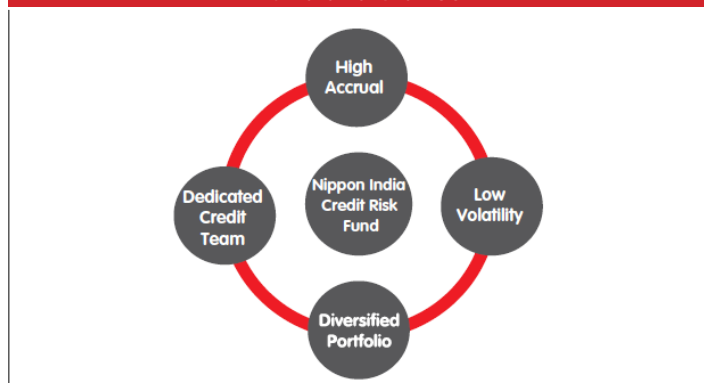 High
Accrual
Dedicated
Credit
Team
Nippon India
Credit Risk
Fund
Low
Volatility
Diversified
Portfolio